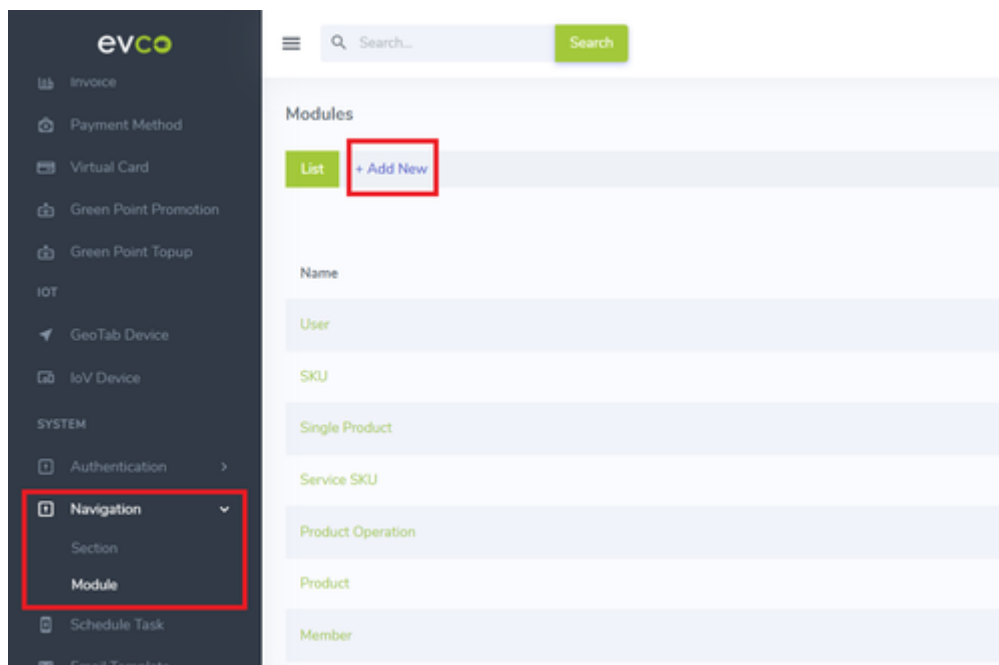 evco
Invoice
Payment Method
Virtual Card
Green Point Promotion
Green Point Topup
IOT
GeoTab Device
IoV Device
SYSTEM
Authentication
Navigation
Section
Module
Schedule Task
Email Template
Search...
Search
Modules
List
+ Add New
Name
User
SKU
Single Product
Service SKU
Product Operation
Product
Member